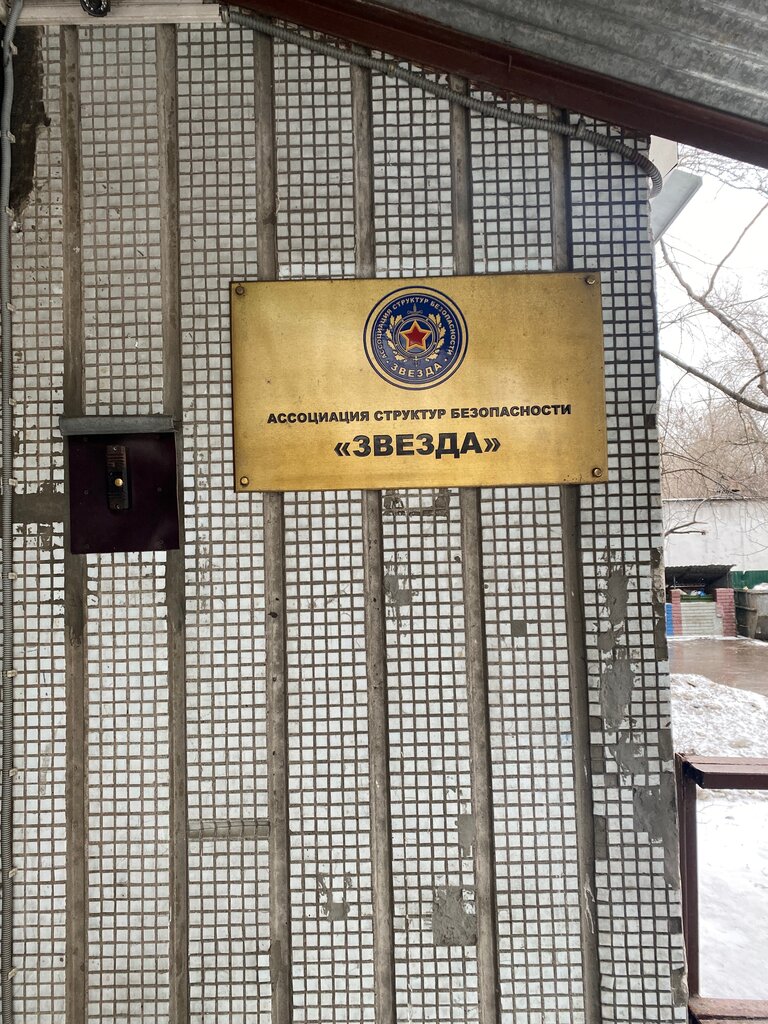 АССОЦИАЦИЯ СТРУКТУР БЕЗОПАСНОСТИ
• ЗВЕЗДА •
АССОЦИАЦИЯ СТРУКТУР БЕЗОПАСНОСТИ
«ЗВЕЗДА»